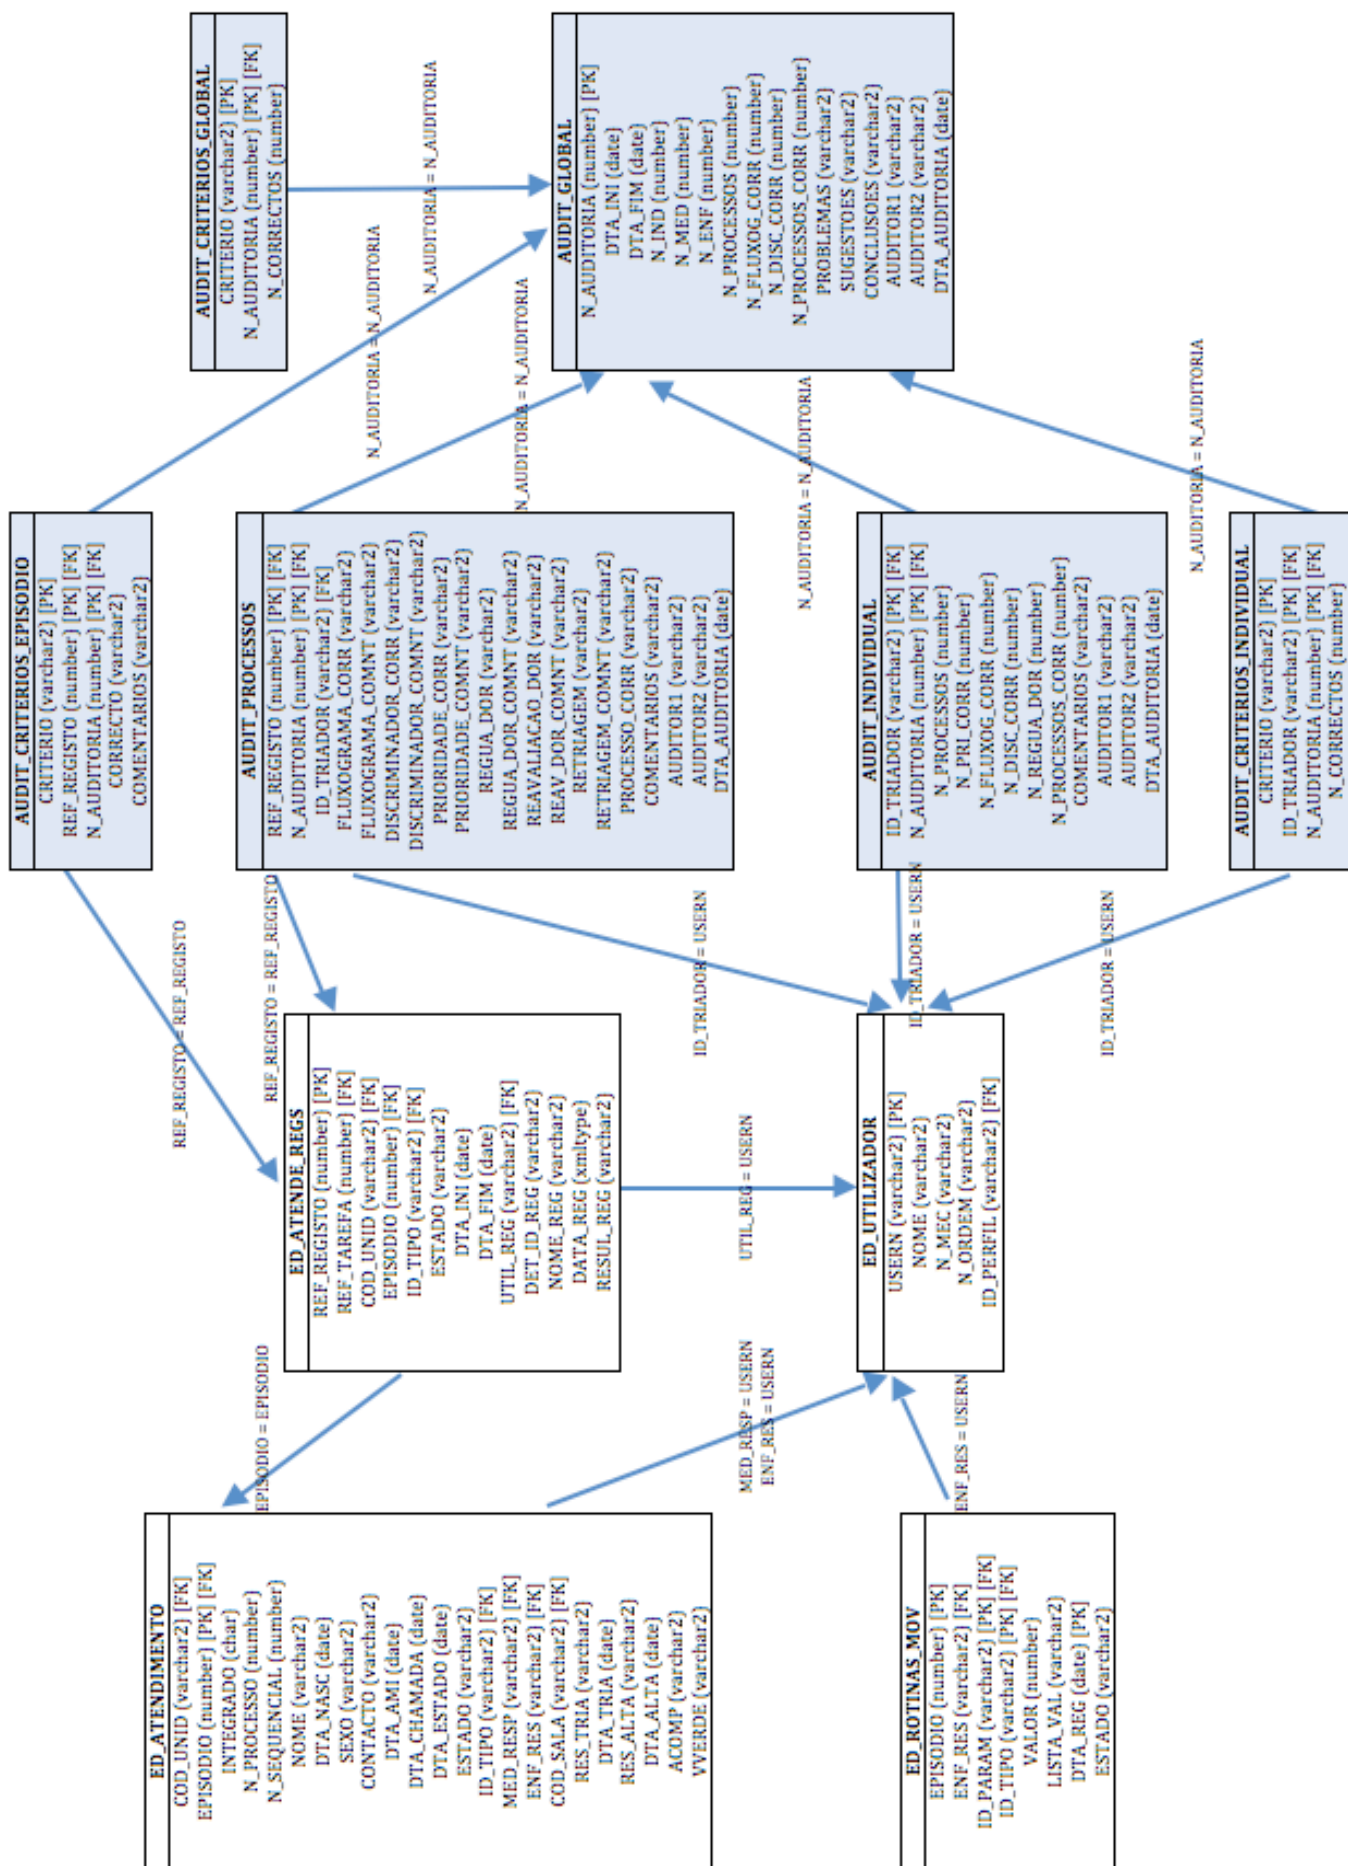 AUDIT_CRITERIOS_EPISODIO
CRITERIO (varchar2) [PK]
REF_REGISTO (number) [PK] [FK]
N_AUDITORIA (number) [PK] [FK]
CORRECTO (varchar2)
COMENTARIOS (varchar2)
AUDIT_CRITERIOS_GLOBAL
CRITERIO (varchar2) [PK]
N_AUDITORIA (number) [PK] [FK]
N_CORRECTOS (number)
N_AUDITORIA = N_AUDITORIA
N_AUDITORIA = N_AUDITORIA
AUDIT_GLOBAL
N_AUDITORIA (number) [PK]
DTA_INI (date)
DTA_FIM (date)
N_IND (number)
N_MED (number)
N_ENF (number)
N_PROCESSOS (number)
N_FLUXOG_CORR (number)
N_DISC_CORR (number)
N_PROCESSOS_CORR (number)
PROBLEMAS (varchar2)
SUGESTOES (varchar2)
CONCLUSOES (varchar2)
AUDITOR1 (varchar2)
AUDITOR2 (varchar2)
DTA_AUDITORIA (date)
N_AUDITORIA = N_AUDITORIA
N_AUDITORIA = N_AUDITORIA
N_AUDITORIA = N_AUDITORIA
AUDIT_PROCESSOS
REF_REGISTO (number) [PK] [FK]
N_AUDITORIA (number) [PK] [FK]
ID_TRIADOR (varchar2) [FK]
FLUXOGRAMA_CORR (varchar2)
FLUXOGRAMA_COMNT (varchar2)
DISCRIMINADOR_CORR (varchar2)
DISCRIMINADOR_COMNT (varchar2)
PRIORIDADE_CORR (varchar2)
PRIORIDADE_COMNT (varchar2)
REGUA_DOR (varchar2)
REGUA_DOR_COMNT (varchar2)
REAVALIACAO_DOR (varchar2)
REAV_DOR_COMNT (varchar2)
RETRIAGEM (varchar2)
RETRIAGEM_COMNT (varchar2)
PROCESSO_CORR (varchar2)
COMENTARIOS (varchar2)
AUDITOR1 (varchar2)
AUDITOR2 (varchar2)
DTA_AUDITORIA (date)
AUDIT_INDIVIDUAL
ID_TRIADOR (varchar2) [PK] [FK]
N_AUDITORIA (number) [PK] [FK]
N_PROCESSOS (number)
N_PRI_CORR (number)
N_FLUXOG_CORR (number)
N_DISC_CORR (number)
N_REGUA_DOR (number)
N_PROCESSOS_CORR (number)
COMENTARIOS (varchar2)
AUDITOR1 (varchar2)
AUDITOR2 (varchar2)
DTA_AUDITORIA (date)
AUDIT_CRITERIOS_INDIVIDUAL
CRITERIO (varchar2) [PK]
ID_TRIADOR (varchar2) [PK] [FK]
N_AUDITORIA (number) [PK] [FK]
N_CORRECTOS (number)
REF_REGISTO = REF_REGISTO
REF_REGISTO = REF_REGISTO
ID_TRIADOR = USERN
ID_TRIADOR = USERN
ID_TRIADOR = USERN
ED_ATENDE_REGS
REF_REGISTO (number) [PK]
REF_TAREFA (number) [FK]
COD_UNID (varchar2) [FK]
EPISODIO (number) [FK]
ID_TIPO (varchar2) [FK]
ESTADO (varchar2)
DTA_INI (date)
DTA_FIM (date)
UTIL_REG (varchar2) [FK]
DET_ID_REG (varchar2)
NOME_REG (varchar2)
DATA_REG (xmltype)
RESUL_REG (varchar2)
UTIL_REG = USERN
ED_UTILIZADOR
USERN (varchar2) [PK]
NOME (varchar2)
N_MEC (varchar2)
N_ORDEM (varchar2)
ID_PERFIL (varchar2) [FK]
EPISODIO = EPISODIO
MED_RESP = USERN
ENF_RES = USERN
ENF_RES = USERN
ED_ATENDIMENTO
COD_UNID (varchar2) [FK]
EPISODIO (number) [PK] [FK]
INTEGRADO (char)
N_PROCESSO (number)
N_SEQUENCIAL (number)
NOME (varchar2)
DTA_NASC (date)
SEXO (varchar2)
CONTACTO (varchar2)
DTA_AMI (date)
DTA_CHAMADA (date)
DTA_ESTADO (date)
ESTADO (varchar2)
ID_TIPO (varchar2) [FK]
MED_RESP (varchar2) [FK]
ENF_RES (varchar2) [FK]
COD_SALA (varchar2) [FK]
RES_TRIA (varchar2)
DTA_TRIA (date)
RES_ALTA (varchar2)
DTA_ALTA (date)
ACOMP (varchar2)
VVERDE (varchar2)
ED_ROTINAS_MOV
EPISODIO (number) [PK]
ENF_RES (varchar2) [FK]
ID_PARAM (varchar2) [PK] [FK]
ID_TIPO (varchar2) [PK] [FK]
VALOR (number)
LISTA_VAL (varchar2)
DTA_REG (date) [PK]
ESTADO (varchar2)